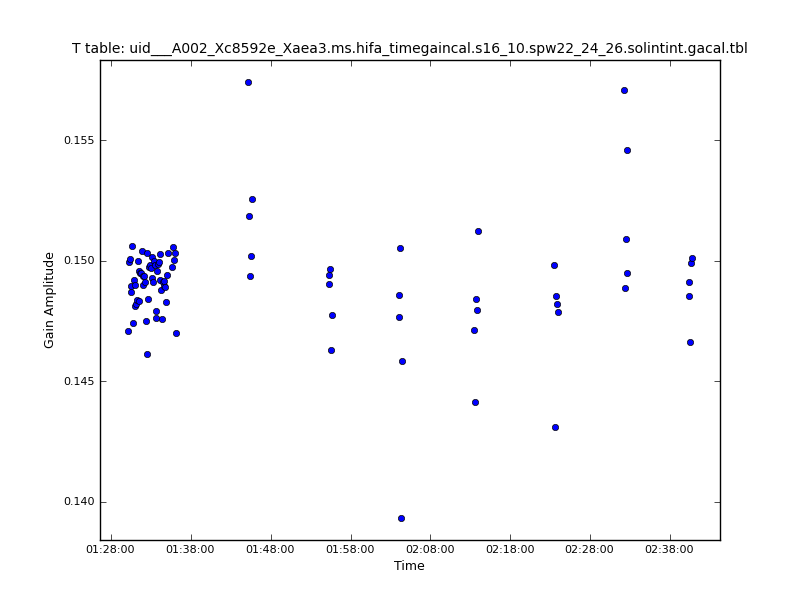 T table: uid___A002_Xc8592e_Xaea3.ms.hifa_timegaincal.s16_10.spw22_24_26.solintint.gacal.tbl
0.155
0.150
0.145
0.140
Gain Amplitude
01:28:00 01:38:00 01:48:00 01:58:00 02:08:00 02:18:00 02:28:00 02:38:00
Time